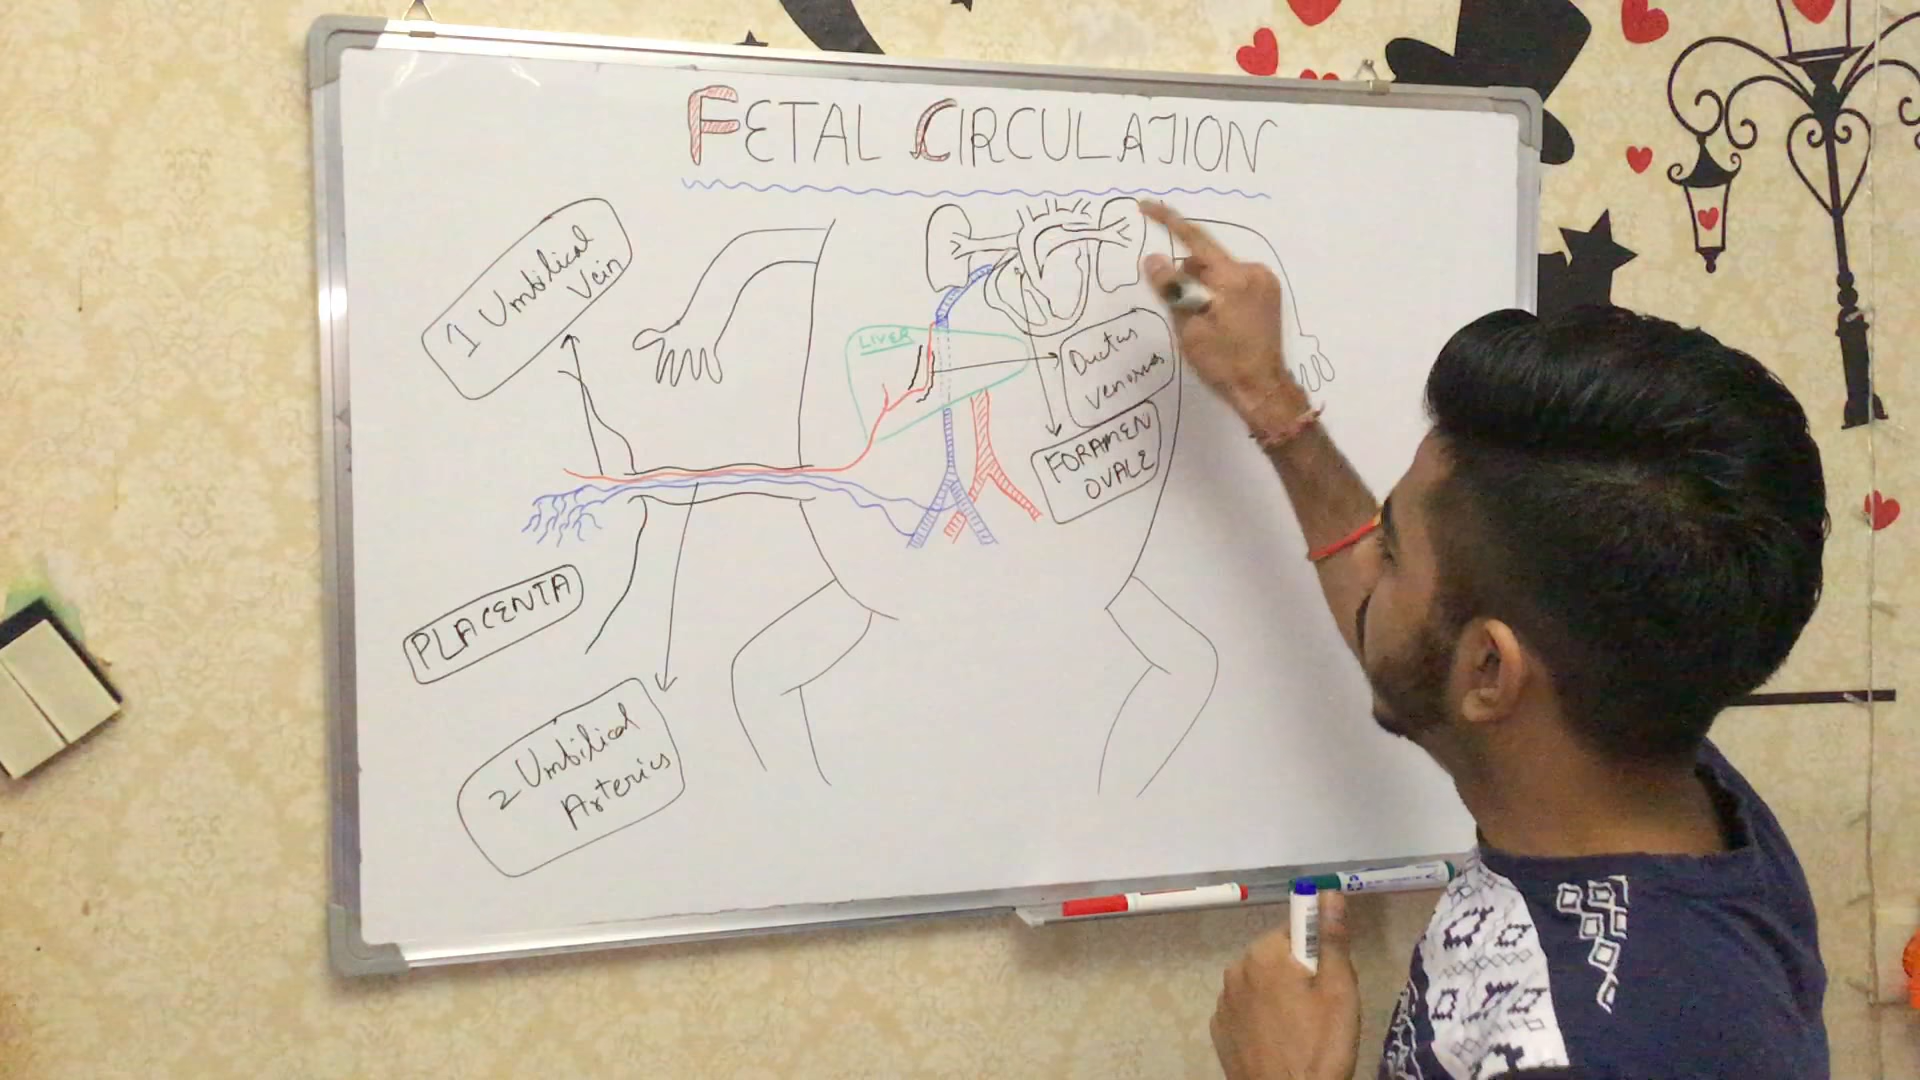 FETAL CIRCULATION
1 Umbilical
Vein
LIVER
Ductus
venosus
FORAMEN
OVALE
PLACENTA
2 Umbilical
Arteries